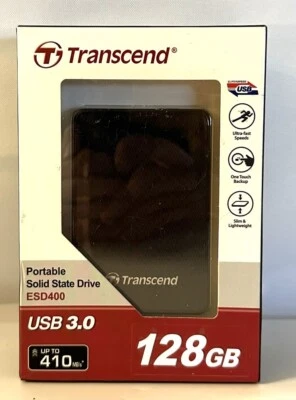 Transcend®
SUPERSPEED
USB
Ultra-fast
Speeds
One Touch
Backup
Slim &
Lightweight
Transcend
Portable
Solid State Drive
ESD400
USB 3.0
UP TO
410 MB/s*
128GB